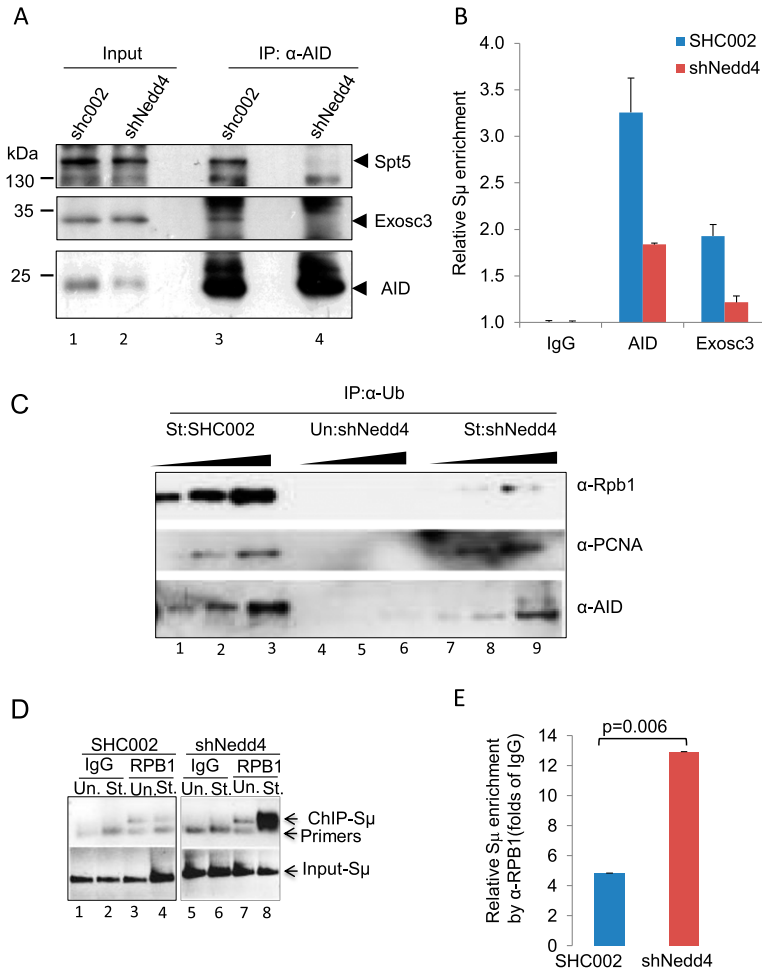 A
Input
IP: α-AID
shc002
shNedd4
shc002
shNedd4
kDa
130
Spt5
35
Exosc3
25
AID
1 2 3 4
B
Relative Sμ enrichment
4.0
3.5
3.0
2.5
2.0
1.5
1.0
SHC002
shNedd4
IgG AID Exosc3
C
IP:α-Ub
St:SHC002 Un:shNedd4 St:shNedd4
α-Rpb1
α-PCNA
α-AID
1 2 3 4 5 6 7 8 9
D
SHC002 shNedd4
IgG RPB1 IgG RPB1
Un. St. Un. St. Un. St. Un. St.
ChIP-Sμ
Primers
Input-Sμ
1 2 3 4 5 6 7 8
E
Relative Sμ enrichment
by α-RPB1(folds of IgG)
14
12
10
8
6
4
2
0
p=0.006
SHC002 shNedd4